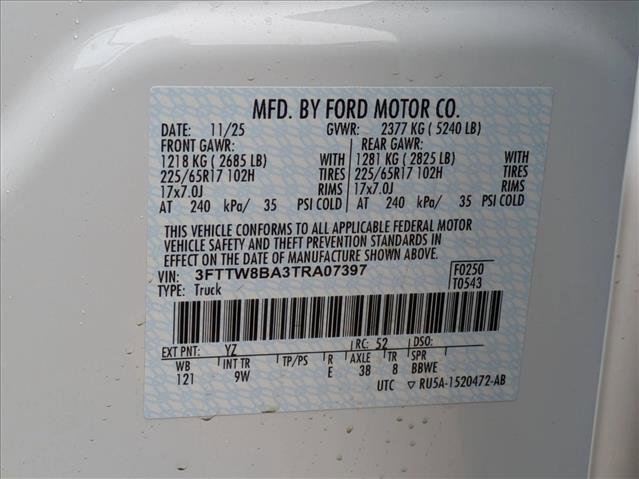 MFD. BY FORD MOTOR CO.
DATE: 11/25 GVWR: 2377 KG ( 5240 LB)
FRONT GAWR: REAR GAWR:
1218 KG ( 2685 LB) WITH 1281 KG ( 2825 LB) WITH
225/65R17 102H TIRES 225/65R17 102H TIRES
17x7.0J RIMS 17x7.0J RIMS
AT 240 kPa/ 35 PSI COLD AT 240 kPa/ 35 PSI COLD
THIS VEHICLE CONFORMS TO ALL APPLICABLE FEDERAL MOTOR
VEHICLE SAFETY AND THEFT PREVENTION STANDARDS IN
EFFECT ON THE DATE OF MANUFACTURE SHOWN ABOVE.
VIN: 3FTTW8BA3TRA07397 F0250
TYPE: Truck T0543
EXT PNT: YZ RC: 52 DSO:
WB INT TR TP/PS R AXLE TR SPR
121 9W E 38 8 BBWE
UTC ▽ RU5A-1520472-AB